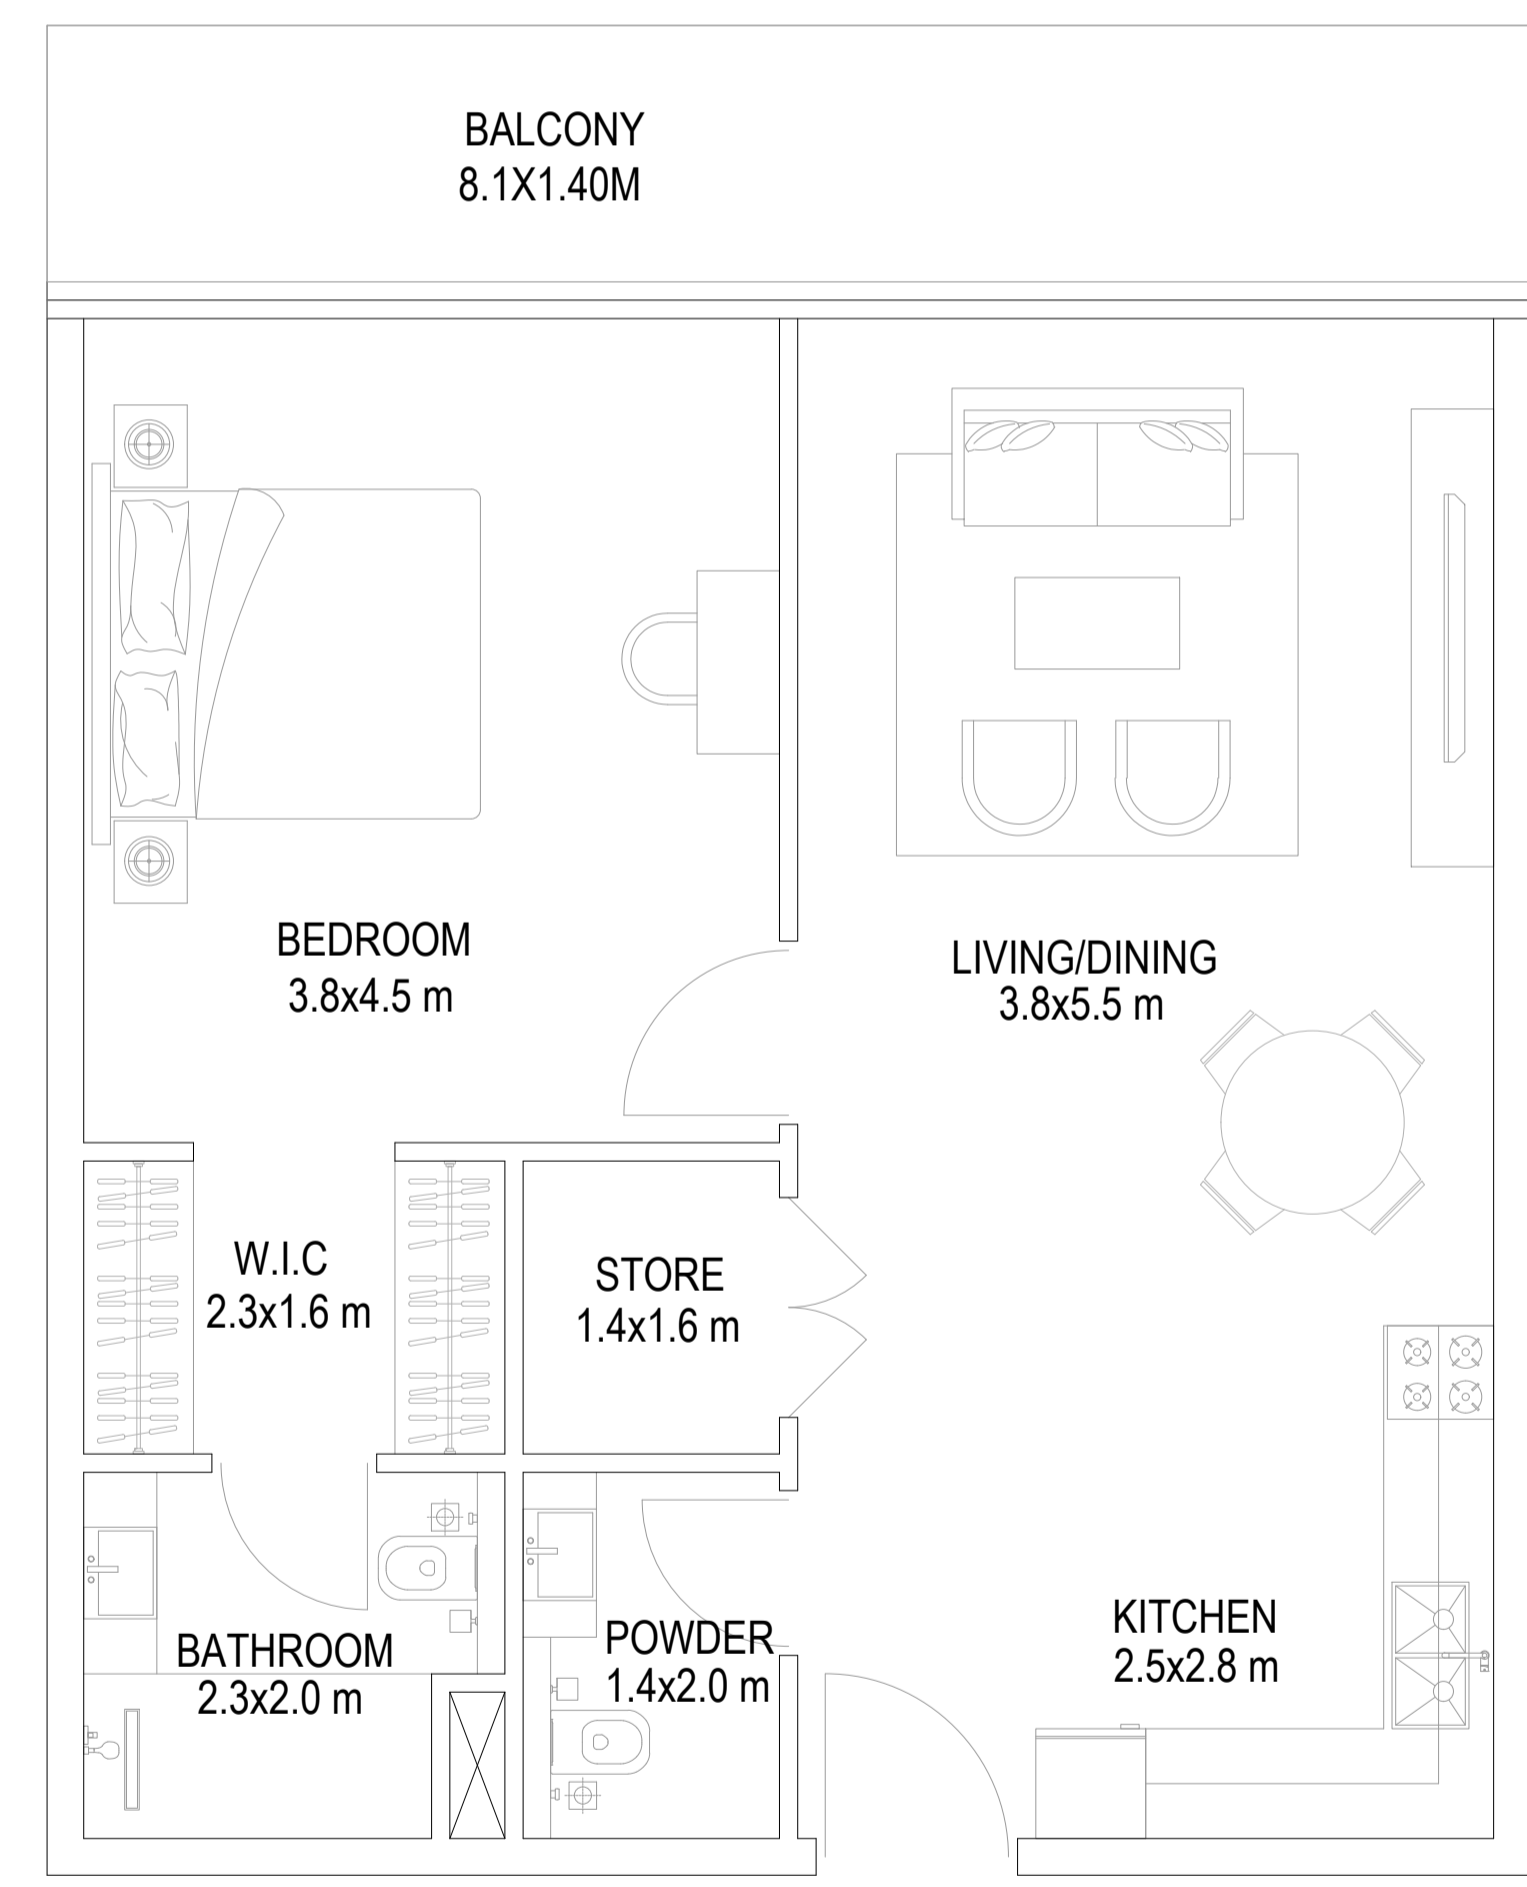 BALCONY
8.1X1.40M
BEDROOM
3.8x4.5 m
LIVING/DINING
3.8x5.5 m
W.I.C
2.3x1.6 m
STORE
1.4x1.6 m
KITCHEN
2.5x2.8 m
BATHROOM
2.3x2.0 m
POWDER
1.4x2.0 m